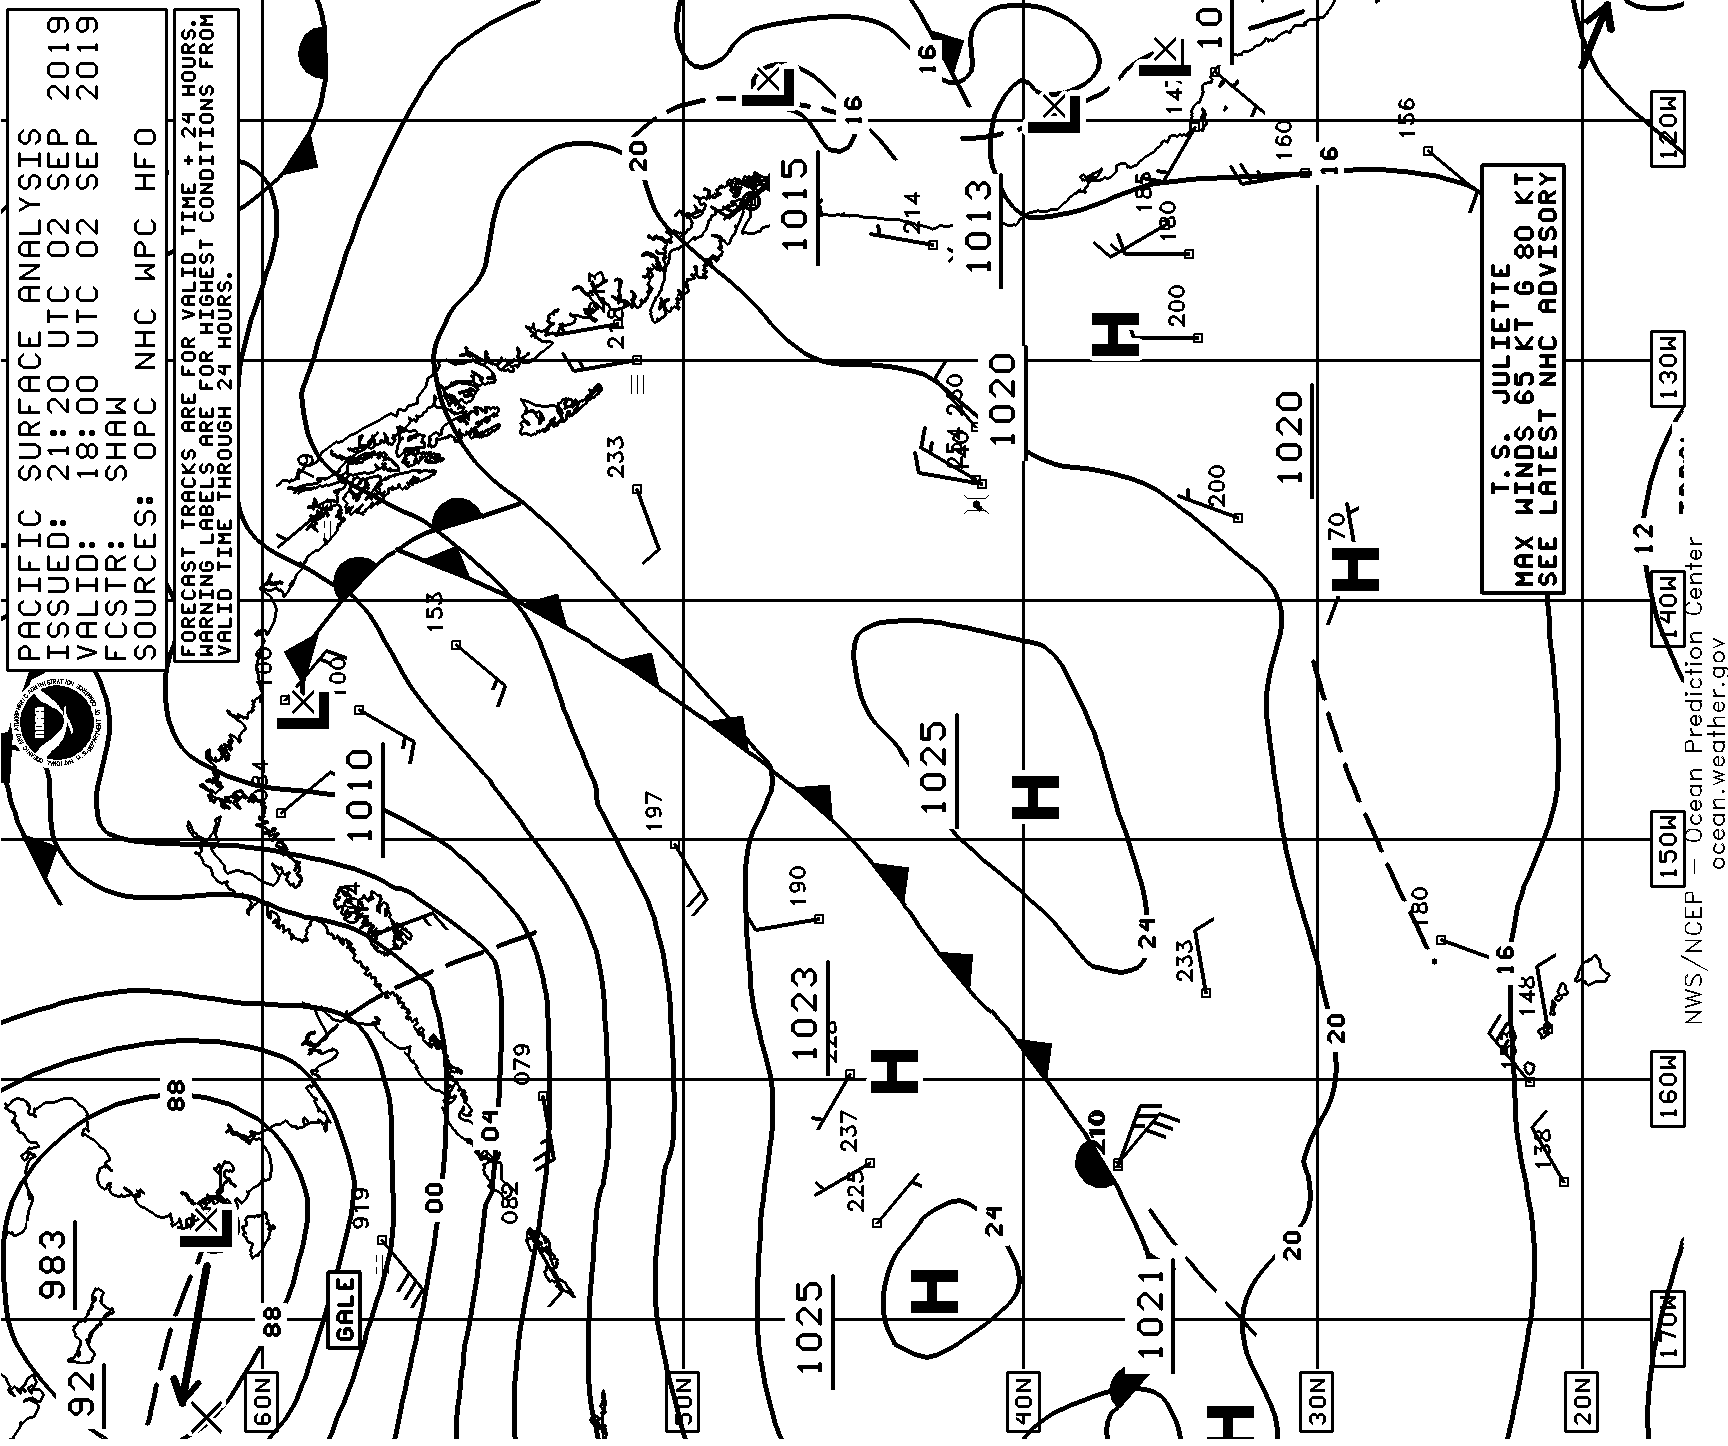 PACIFIC SURFACE ANALYSIS
ISSUED: 21:20 UTC 02 SEP 2019
VALID: 18:00 UTC 02 SEP 2019
FCSTR: SHAW
SOURCES: OPC NHC WPC HFO
FORECAST TRACKS ARE FOR VALID TIME + 24 HOURS.
WARNING LABELS ARE FOR HIGHEST CONDITIONS FROM
VALID TIME THROUGH 24 HOURS.
NOAA
983
L
88
88
92
GALE
919
60N
100
100
L
1010
153
00
04
082
079
233
218
197
190
50N
20
L
16
16
1015
214
1013
L
L
10
147
160
156
16
120W
185
180
200
H
1020
230
130W
1020
200
70
H
T.S. JULIETTE
MAX WINDS 65 KT G 80 KT
SEE LATEST NHC ADVISORY
12
140W
1025
H
24
150W
233
180
16
148
20
160W
138
1023
H
237
225
210
24
H
1025
1021
20
170W
H
40N
30N
20N
NWS/NCEP – Ocean Prediction Center
ocean.weather.gov